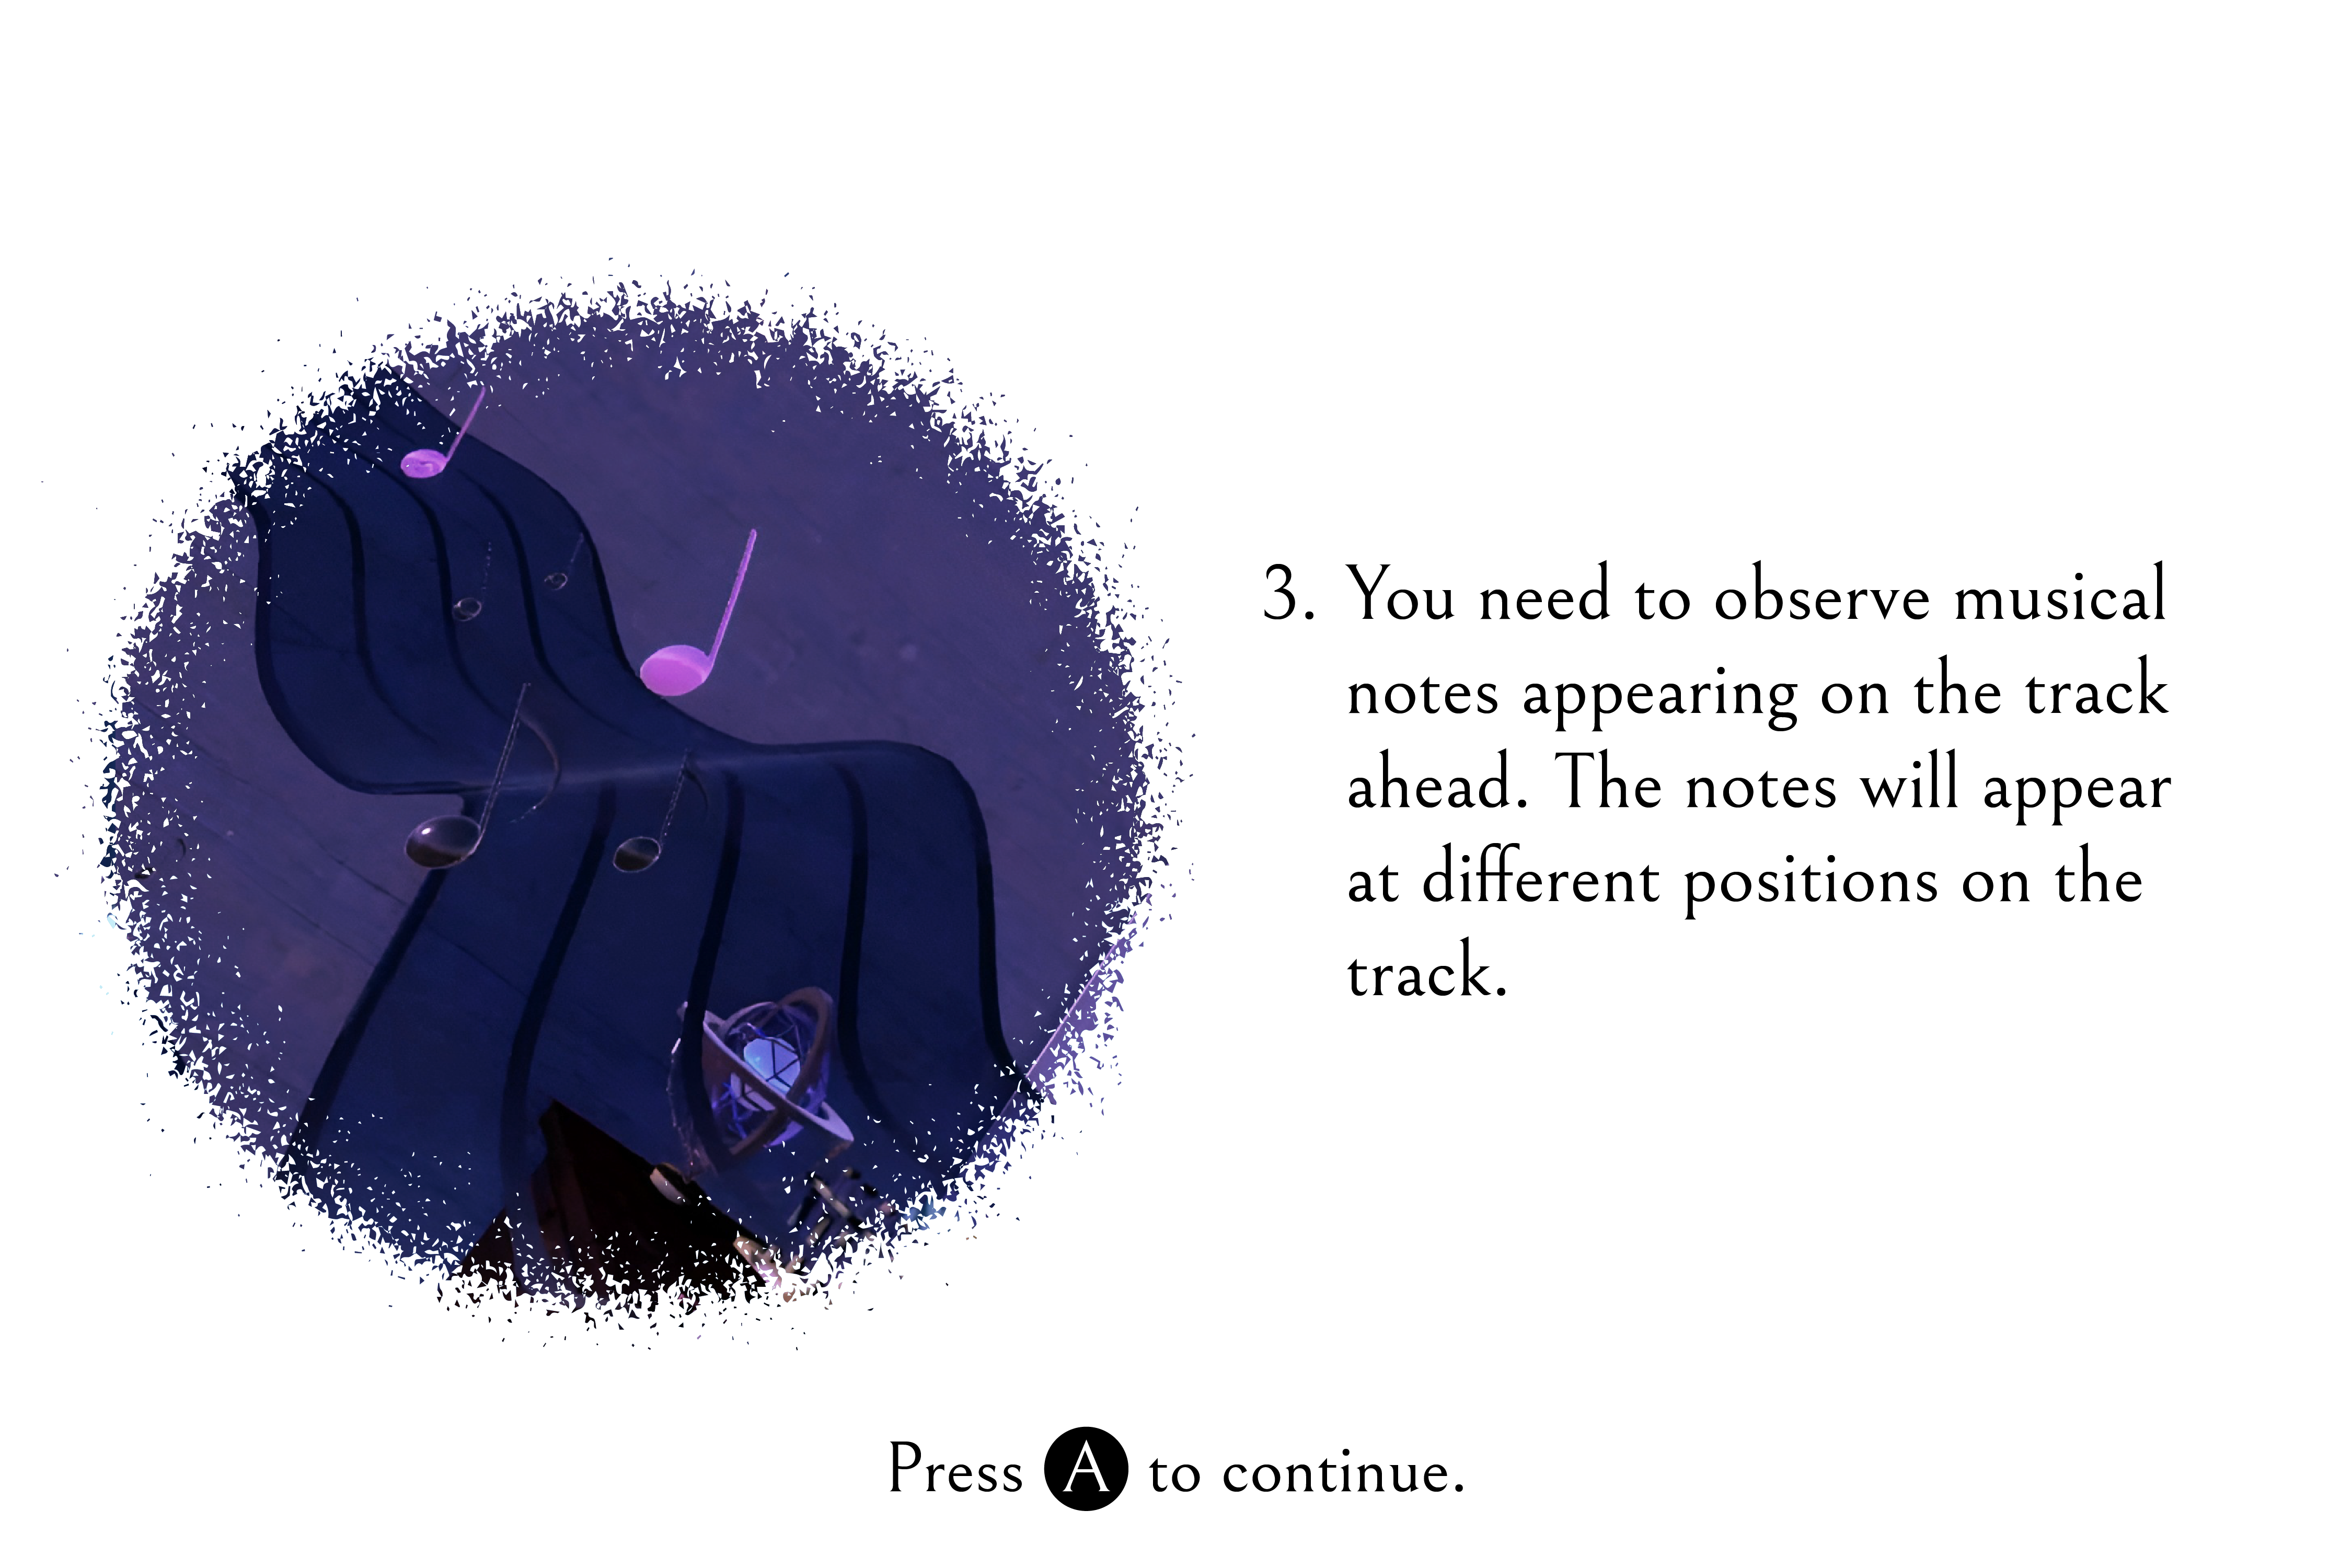 3. You need to observe musical
notes appearing on the track
ahead. The notes will appear
at different positions on the
track.
Press A to continue.